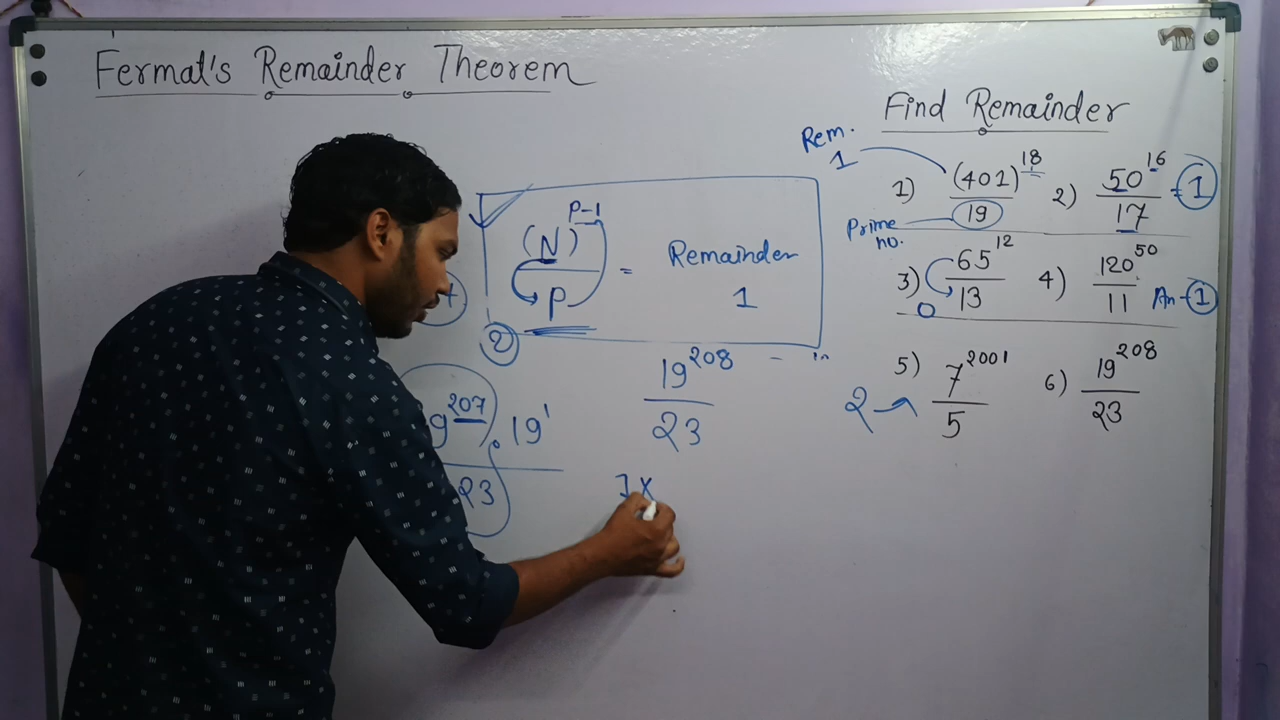 Fermat's Remainder Theorem
(N)^{P-1} / P = Remainder 1
2
19^{208} / 23
9^{207}) . 19^1
23
1 ×
Find Remainder
Rem. 1
1) (401)^{18} / 19
2) 50^{16} / 17 - 1
Prime no.
3) 65^{12} / 13
0
4) 120^{50} / 11 An - 1
5) 7^{2001} / 5
2
6) 19^{208} / 23